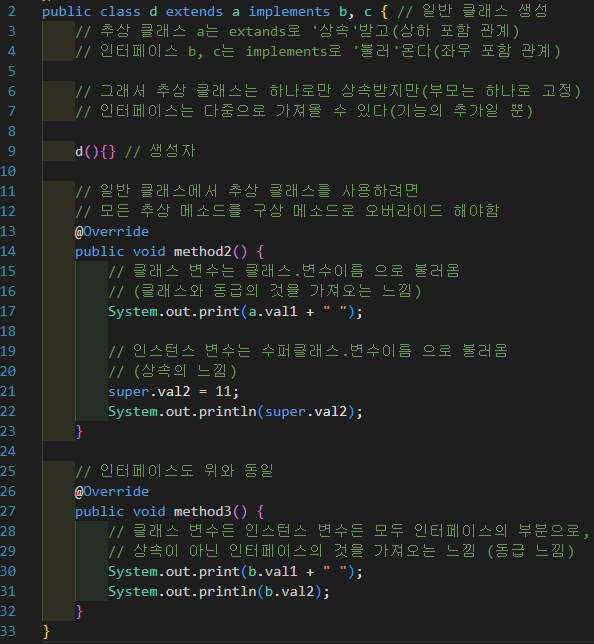 2 public class d extends a implements b, c { // 일반 클래스 생성
3 // 추상 클래스 a는 extands로 '상속'받고(상하 포함 관계)
4 // 인터페이스 b, c는 implements로 '불러'온다(좌우 포함 관계)
5
6 // 그래서 추상 클래스는 하나로만 상속받지만(부모는 하나로 고정)
7 // 인터페이스는 다중으로 가져올 수 있다(기능의 추가일 뿐)
8
9 d(){} // 생성자
10
11 // 일반 클래스에서 추상 클래스를 사용하려면
12 // 모든 추상 메소드를 구상 메소드로 오버라이드 해야함
13 @Override
14 public void method2() {
15 // 클래스 변수는 클래스.변수이름 으로 불러옴
16 // (클래스와 동급의 것을 가져오는 느낌)
17 System.out.print(a.val1 + " ");
18
19 // 인스턴스 변수는 수퍼클래스.변수이름 으로 불러옴
20 // (상속의 느낌)
21 super.val2 = 11;
22 System.out.println(super.val2);
23 }
24
25 // 인터페이스도 위와 동일
26 @Override
27 public void method3() {
28 // 클래스 변수든 인스턴스 변수든 모두 인터페이스의 부분으로,
29 // 상속이 아닌 인터페이스의 것을 가져오는 느낌 (동급 느낌)
30 System.out.print(b.val1 + " ");
31 System.out.println(b.val2);
32 }
33 }